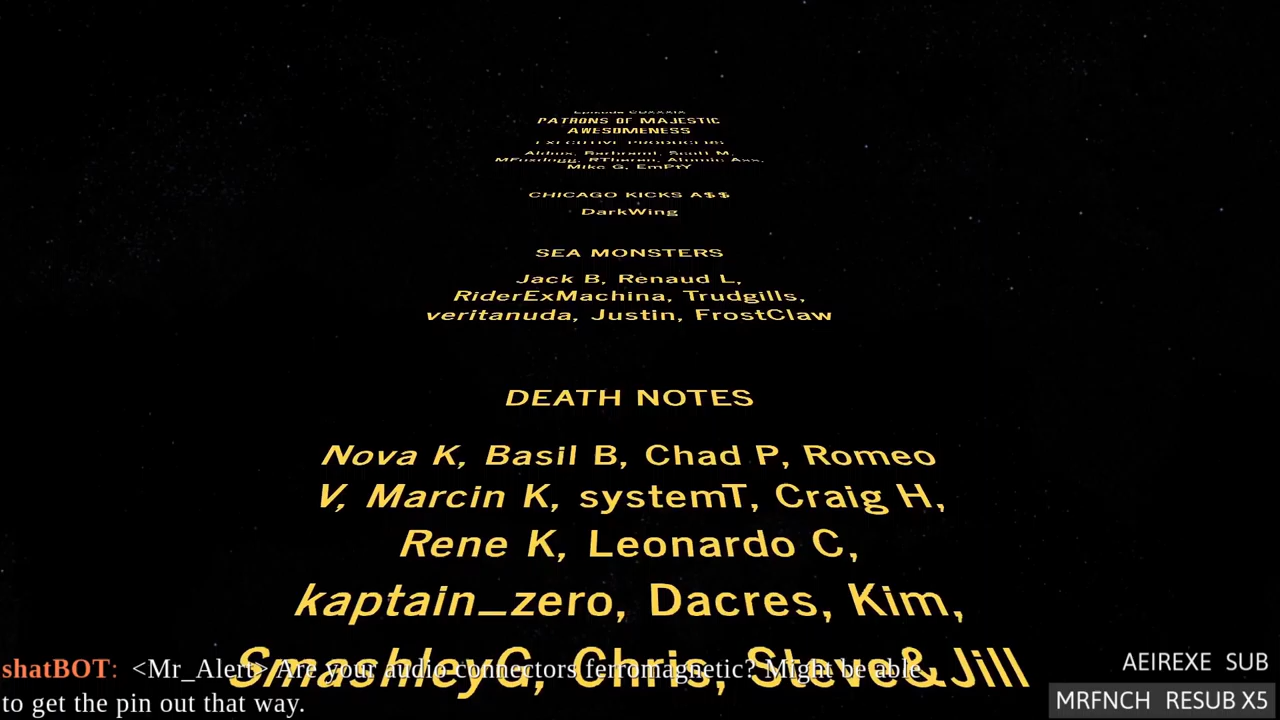 PATRONS OF MAJESTIC
AWESOMENESS
EXECUTIVE PRODUCERS
Scott M,
Mike G, EmPtY
CHICAGO KICKS A$$
DarkWing
SEA MONSTERS
Jack B, Renaud L,
RiderExMachina, Trudgills,
veritanuda, Justin, FrostClaw
DEATH NOTES
Nova K, Basil B, Chad P, Romeo
V, Marcin K, systemT, Craig H,
Rene K, Leonardo C,
kaptain_zero, Dacres, Kim,
SmashleyG, Chris, Steve&Jill
shatBOT: <Mr_Alert> Are your audio connectors ferromagnetic? Might be able
to get the pin out that way.
AEIREXE SUB
MRFNCH RESUB X5